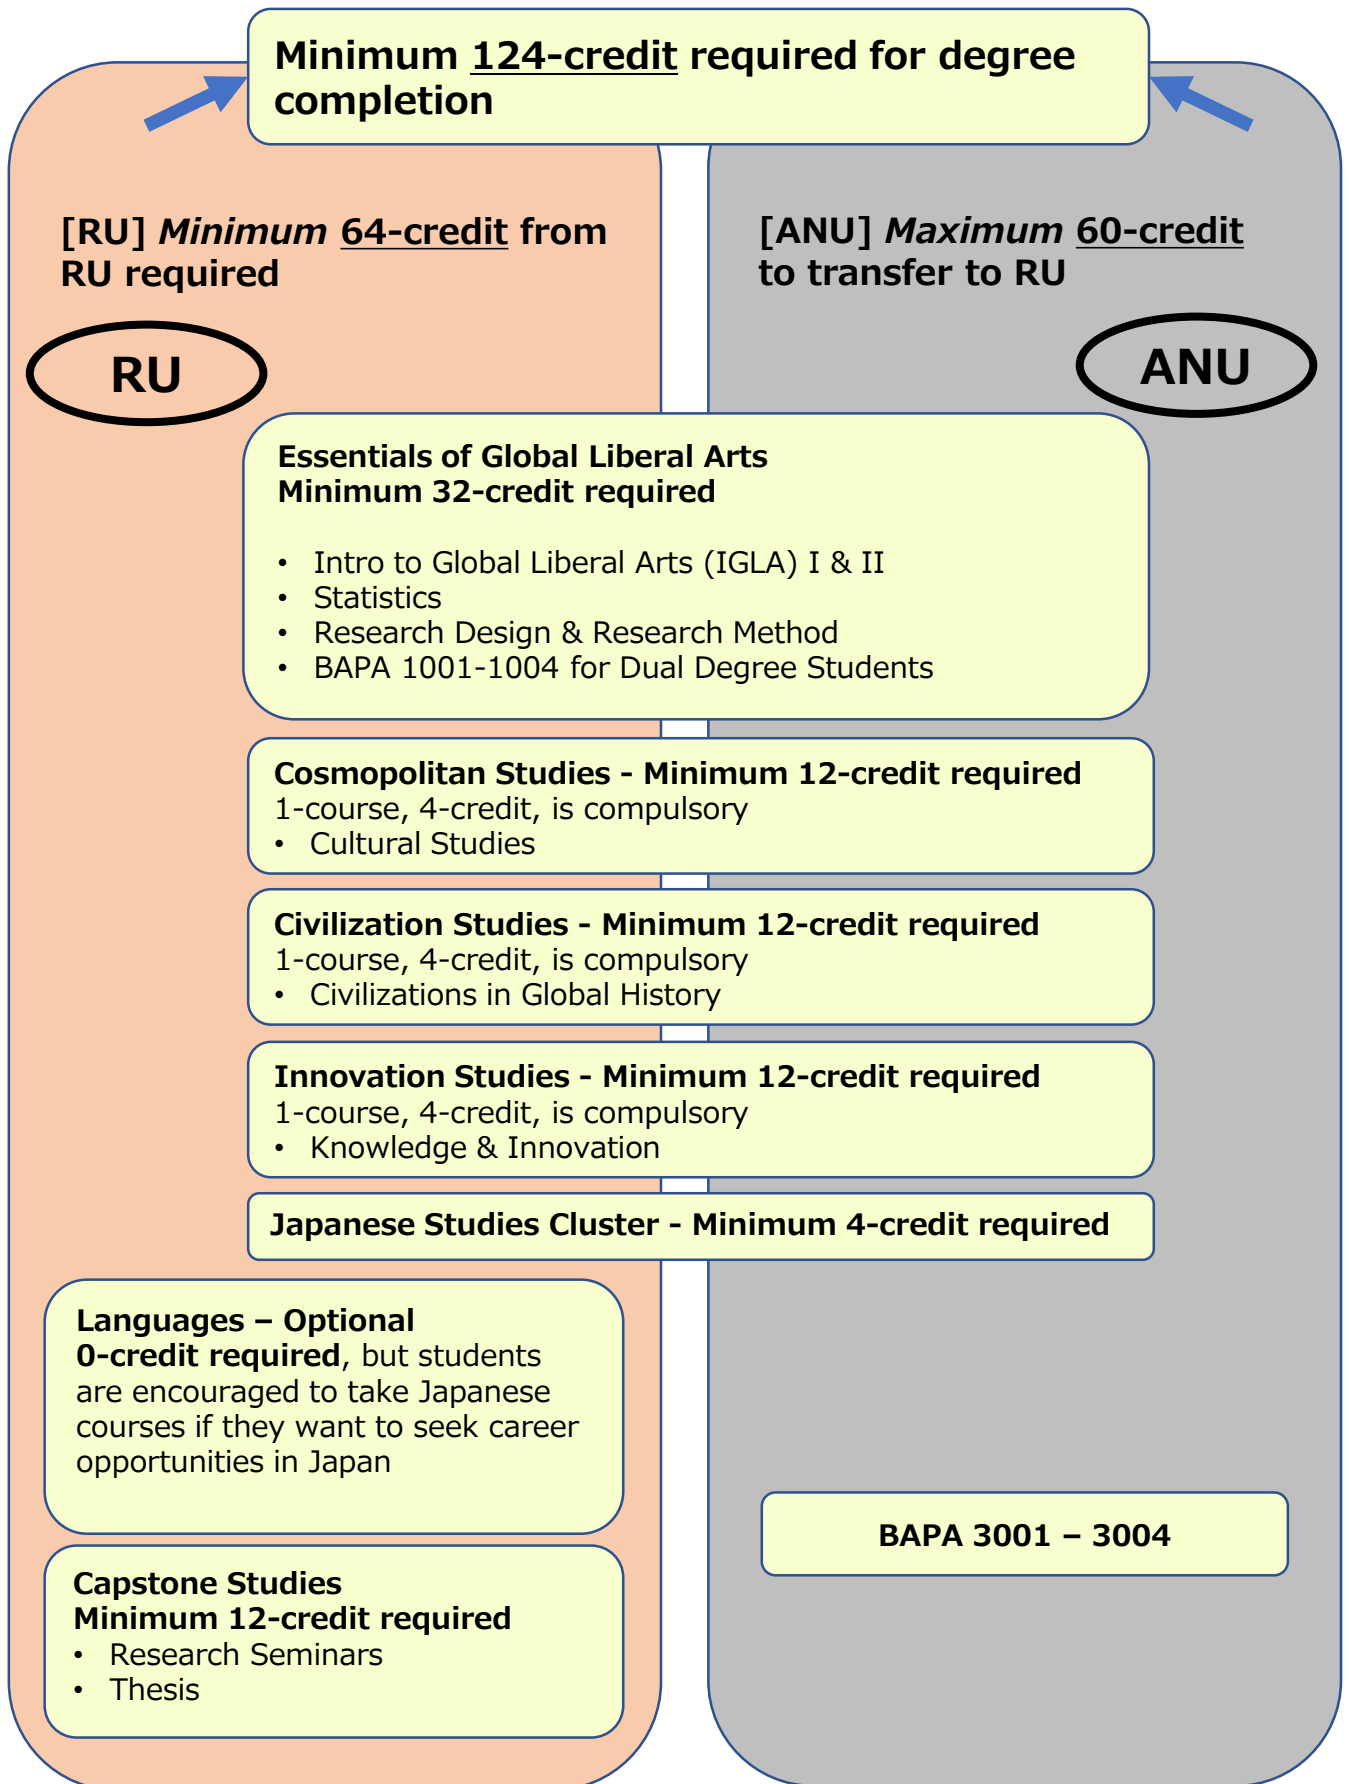 Minimum 124-credit required for degree
completion
[RU] Minimum 64-credit from
RU required
[ANU] Maximum 60-credit
to transfer to RU
RU
ANU
Essentials of Global Liberal Arts
Minimum 32-credit required
• Intro to Global Liberal Arts (IGLA) I & II
• Statistics
• Research Design & Research Method
• BAPA 1001-1004 for Dual Degree Students
Cosmopolitan Studies - Minimum 12-credit required
1-course, 4-credit, is compulsory
• Cultural Studies
Civilization Studies - Minimum 12-credit required
1-course, 4-credit, is compulsory
• Civilizations in Global History
Innovation Studies - Minimum 12-credit required
1-course, 4-credit, is compulsory
• Knowledge & Innovation
Japanese Studies Cluster - Minimum 4-credit required
Languages – Optional
0-credit required, but students
are encouraged to take Japanese
courses if they want to seek career
opportunities in Japan
BAPA 3001 – 3004
Capstone Studies
Minimum 12-credit required
• Research Seminars
• Thesis